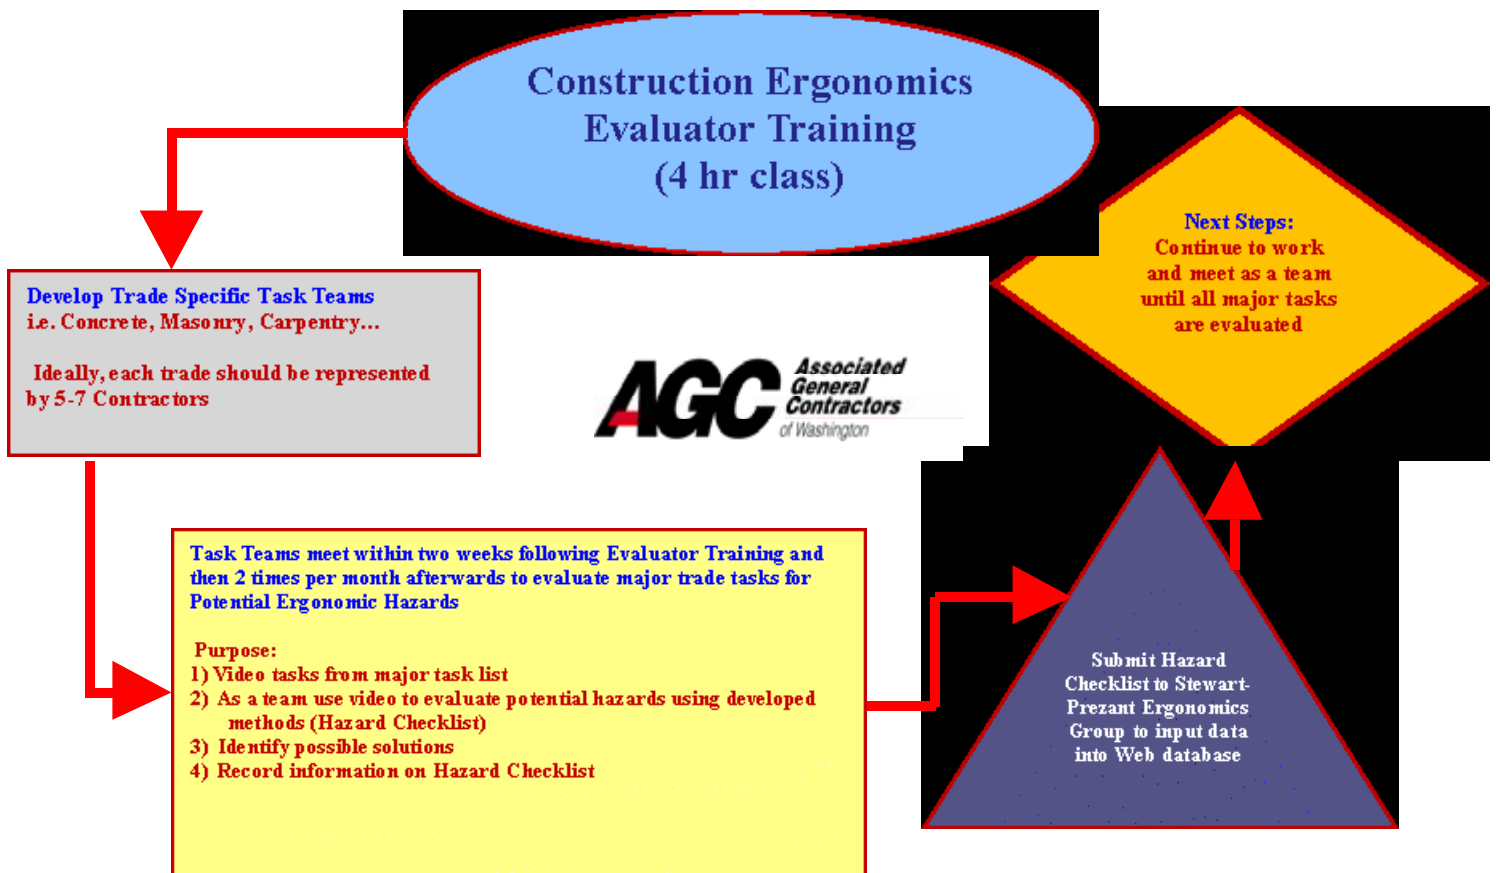 Construction Ergonomics
Evaluator Training
(4 hr class)
Develop Trade Specific Task Teams
i.e. Concrete, Masonry, Carpentry...
Ideally, each trade should be represented
by 5-7 Contractors
Task Teams meet within two weeks following Evaluator Training and
then 2 times per month afterwards to evaluate major trade tasks for
Potential Ergonomic Hazards
Purpose:
1) Video tasks from major task list
2) As a team use video to evaluate potential hazards using developed
methods (Hazard Checklist)
3) Identify possible solutions
4) Record information on Hazard Checklist
Submit Hazard
Checklist to Stewart-
Prezant Ergonomics
Group to input data
into Web database
Next Steps:
Continue to work
and meet as a team
until all major tasks
are evaluated
AGC
Associated
General
Contractors
of Washington